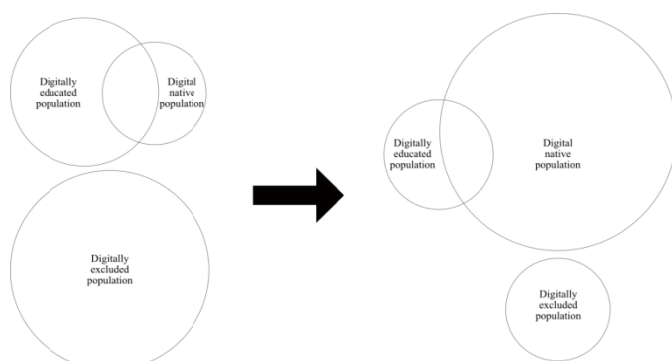 Digitally
educated
population
Digital
native
population
Digitally
excluded
population
Digitally
educated
population
Digital
native
population
Digitally
excluded
population